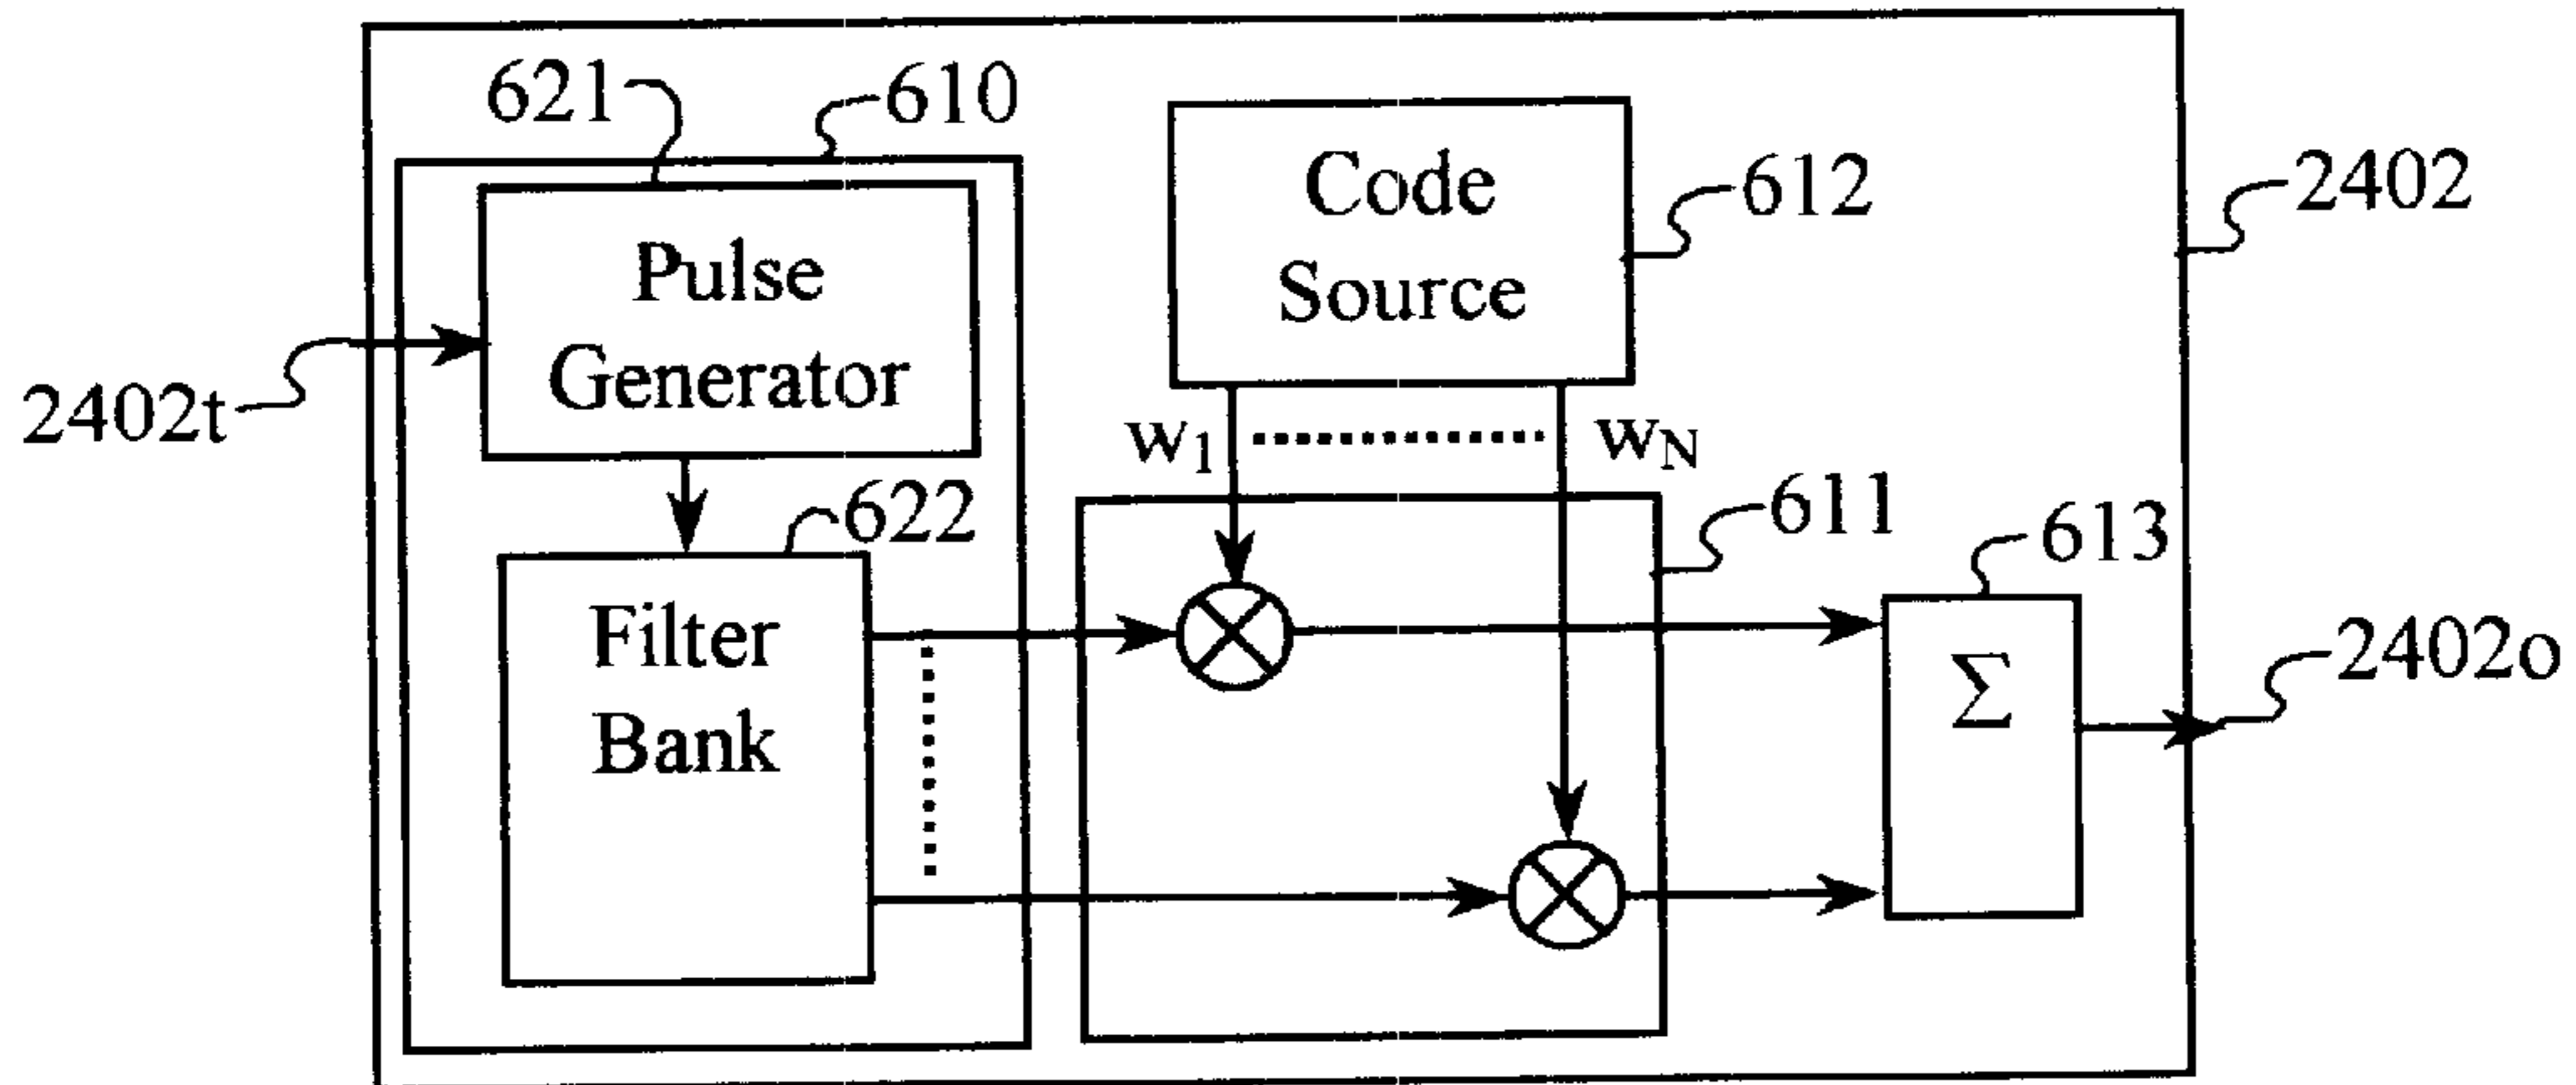 621
610
Code
Source
612
2402
Pulse
Generator
2402t
w1
wN
622
611
613
Filter
Bank
Σ
2402o